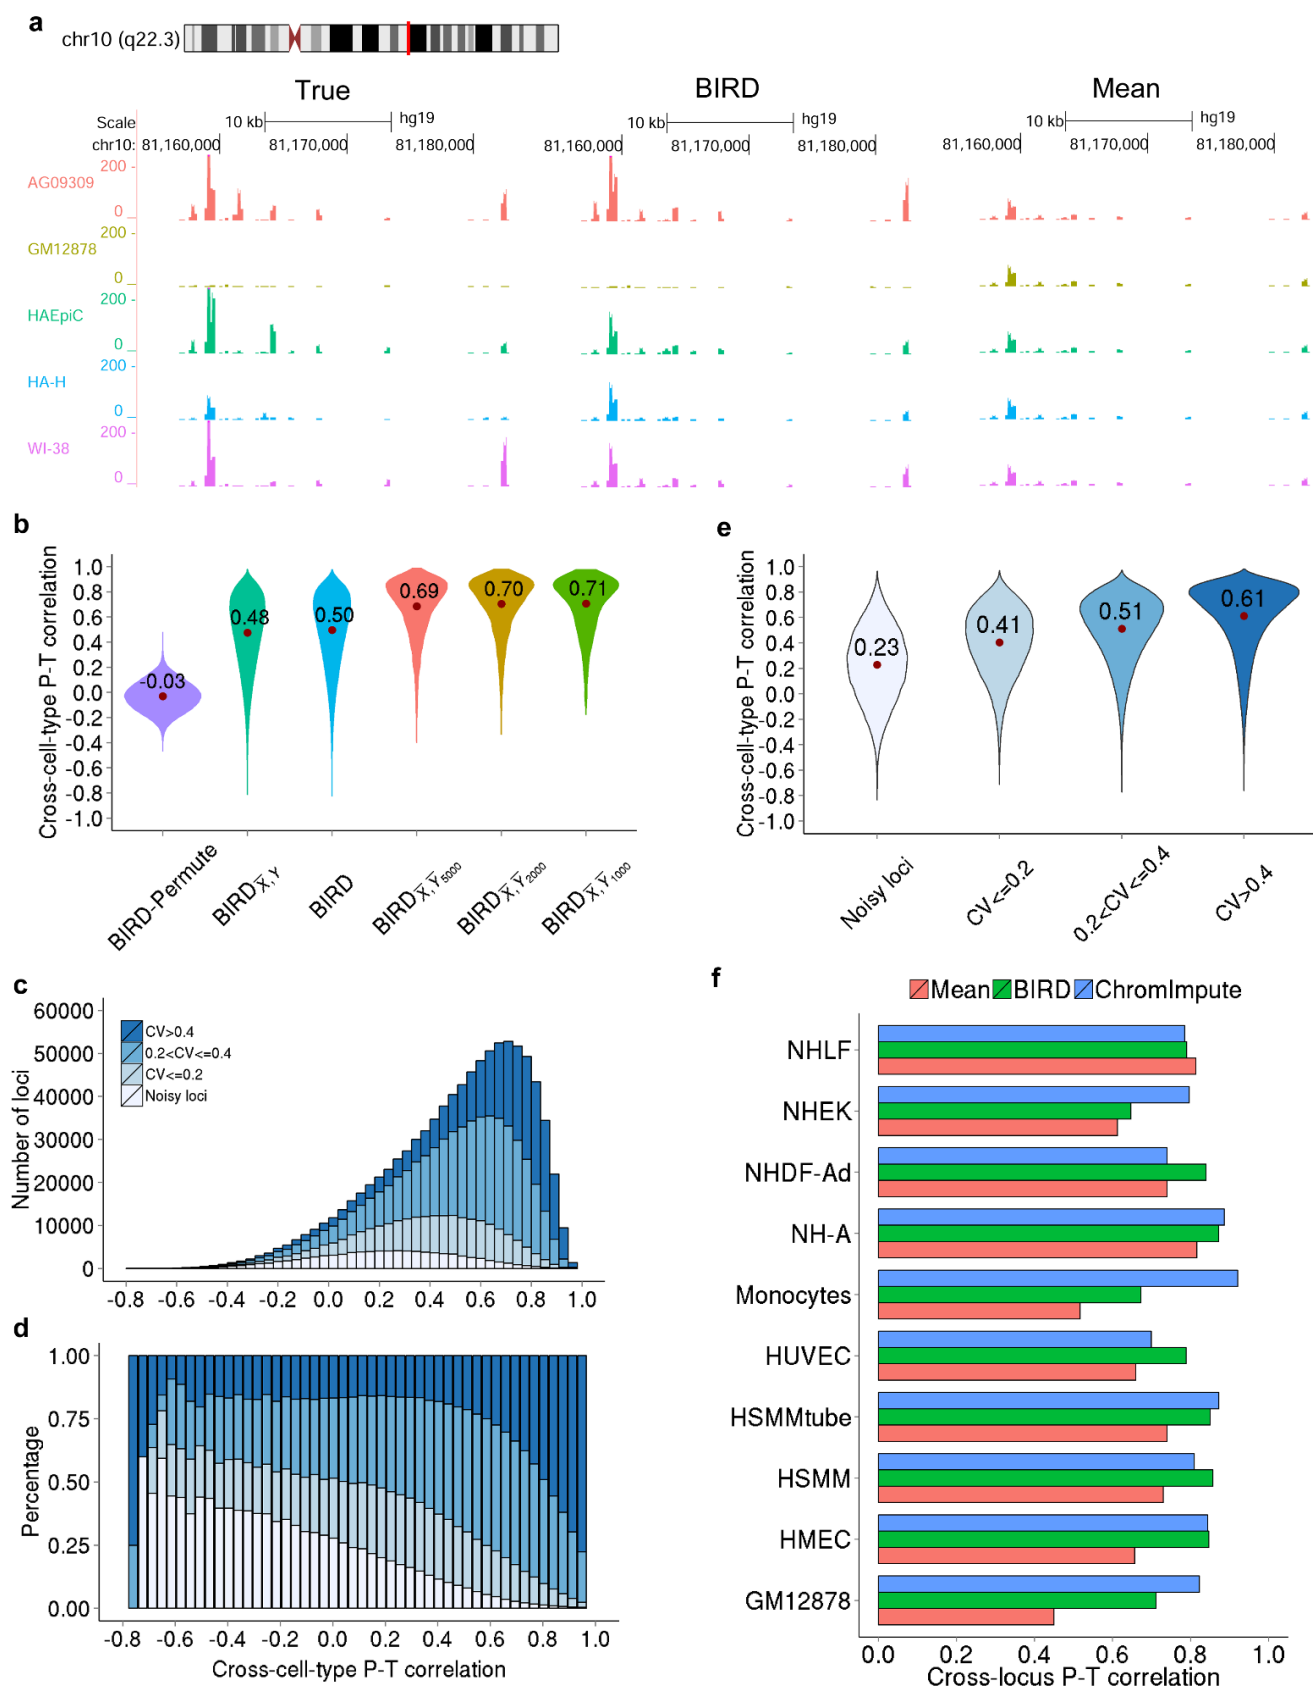 a
chr10 (q22.3)
True BIRD Mean
Scale 10 kb hg19 10 kb hg19 10 kb hg19
chr10: 81,160,000 81,170,000 81,180,000 81,160,000 81,170,000 81,180,000 81,160,000 81,170,000 81,180,000
200 -
AG09309
0 _
200 -
GM12878
0 _
200 -
HAEpiC
0 _
200 -
HA-H
0 _
200 -
WI-38
0 _
b
Cross-cell-type P-T correlation
1.0
0.8
0.6
0.4
0.2
0.0
-0.2
-0.4
-0.6
-0.8
-1.0
-0.03 0.48 0.50 0.69 0.70 0.71
BIRD-Permute BIRD X̅,Y BIRD BIRD X̅,Y̅ 5000 BIRD X̅,Y̅ 2000 BIRD X̅,Y̅ 1000
e
Cross-cell-type P-T correlation
1.0
0.8
0.6
0.4
0.2
0.0
-0.2
-0.4
-0.6
-0.8
-1.0
0.23 0.41 0.51 0.61
Noisy loci CV<=0.2 0.2<CV<=0.4 CV>0.4
c
Number of loci
60000
50000
40000
30000
20000
10000
0
CV>0.4
0.2<CV<=0.4
CV<=0.2
Noisy loci
-0.8 -0.6 -0.4 -0.2 0.0 0.2 0.4 0.6 0.8 1.0
d
Percentage
1.00
0.75
0.50
0.25
0.00
-0.8 -0.6 -0.4 -0.2 0.0 0.2 0.4 0.6 0.8 1.0
Cross-cell-type P-T correlation
f
Mean BIRD ChromImpute
NHLF
NHEK
NHDF-Ad
NH-A
Monocytes
HUVEC
HSMMtube
HSMM
HMEC
GM12878
0.0 0.2 0.4 0.6 0.8 1.0
Cross-locus P-T correlation